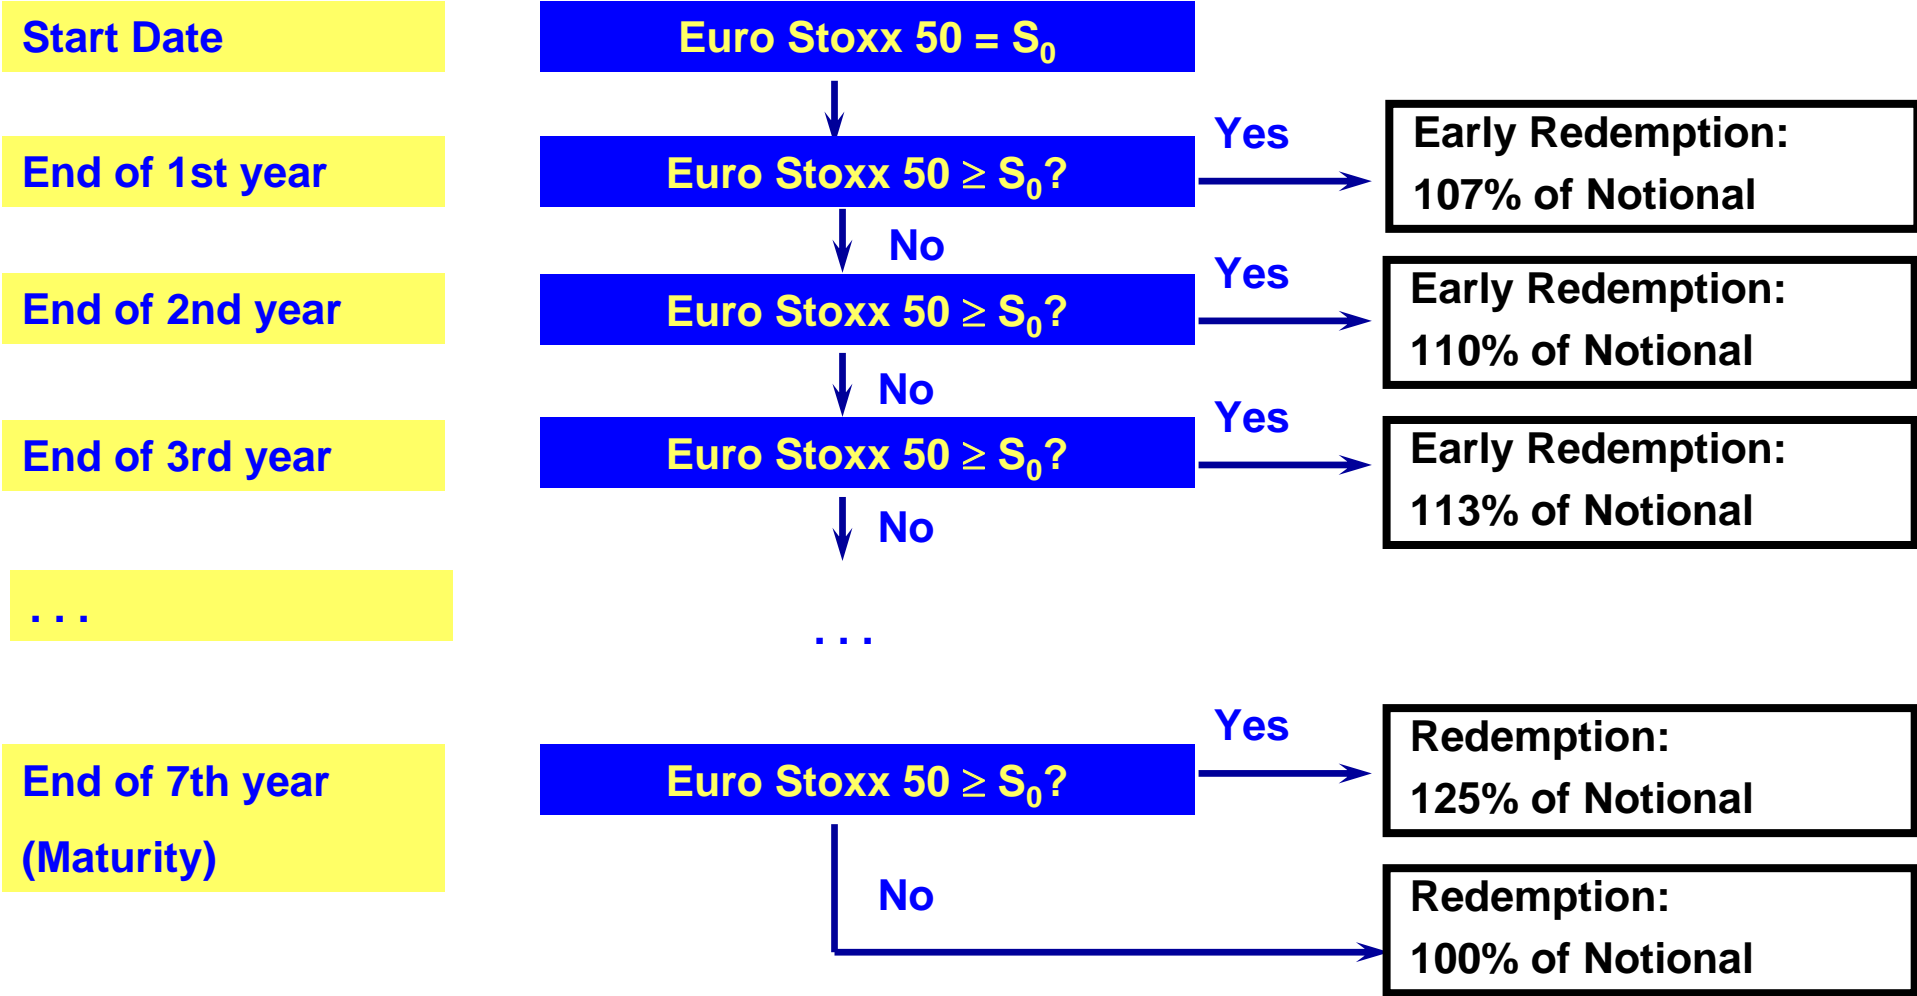 Start Date
Euro Stoxx 50 = S₀
End of 1st year
Euro Stoxx 50 ≥ S₀?
Yes
Early Redemption:
107% of Notional
No
End of 2nd year
Euro Stoxx 50 ≥ S₀?
Yes
Early Redemption:
110% of Notional
No
End of 3rd year
Euro Stoxx 50 ≥ S₀?
Yes
Early Redemption:
113% of Notional
No
. . .
. . .
End of 7th year
(Maturity)
Euro Stoxx 50 ≥ S₀?
Yes
Redemption:
125% of Notional
No
Redemption:
100% of Notional